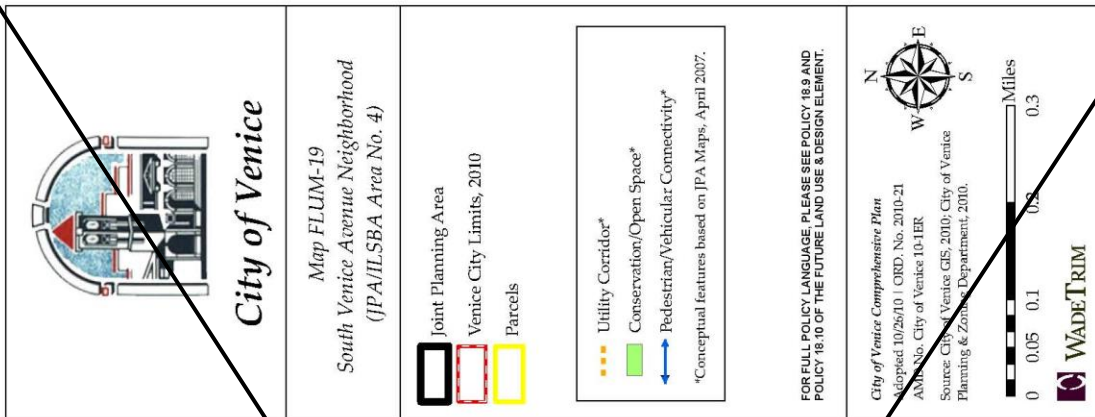 City of Venice
Map FLUM-19
South Venice Avenue Neighborhood
(JPA/ILSBA Area No. 4)
Joint Planning Area
Venice City Limits, 2010
Parcels
Utility Corridor*
Conservation/Open Space*
Pedestrian/Vehicular Connectivity*
*Conceptual features based on JPA Maps, April 2007.
FOR FULL POLICY LANGUAGE, PLEASE SEE POLICY 18.9 AND
POLICY 18.10 OF THE FUTURE LAND USE & DESIGN ELEMENT.
City of Venice Comprehensive Plan
Adopted 10/26/10 | ORD. No. 2010-21
AMD No. City of Venice 10-1ER
Source: City of Venice GIS, 2010; City of Venice
Planning & Zoning Department, 2010.
N
W E
S
Miles
0 0.05 0.1 0.2 0.3
WADETRIM